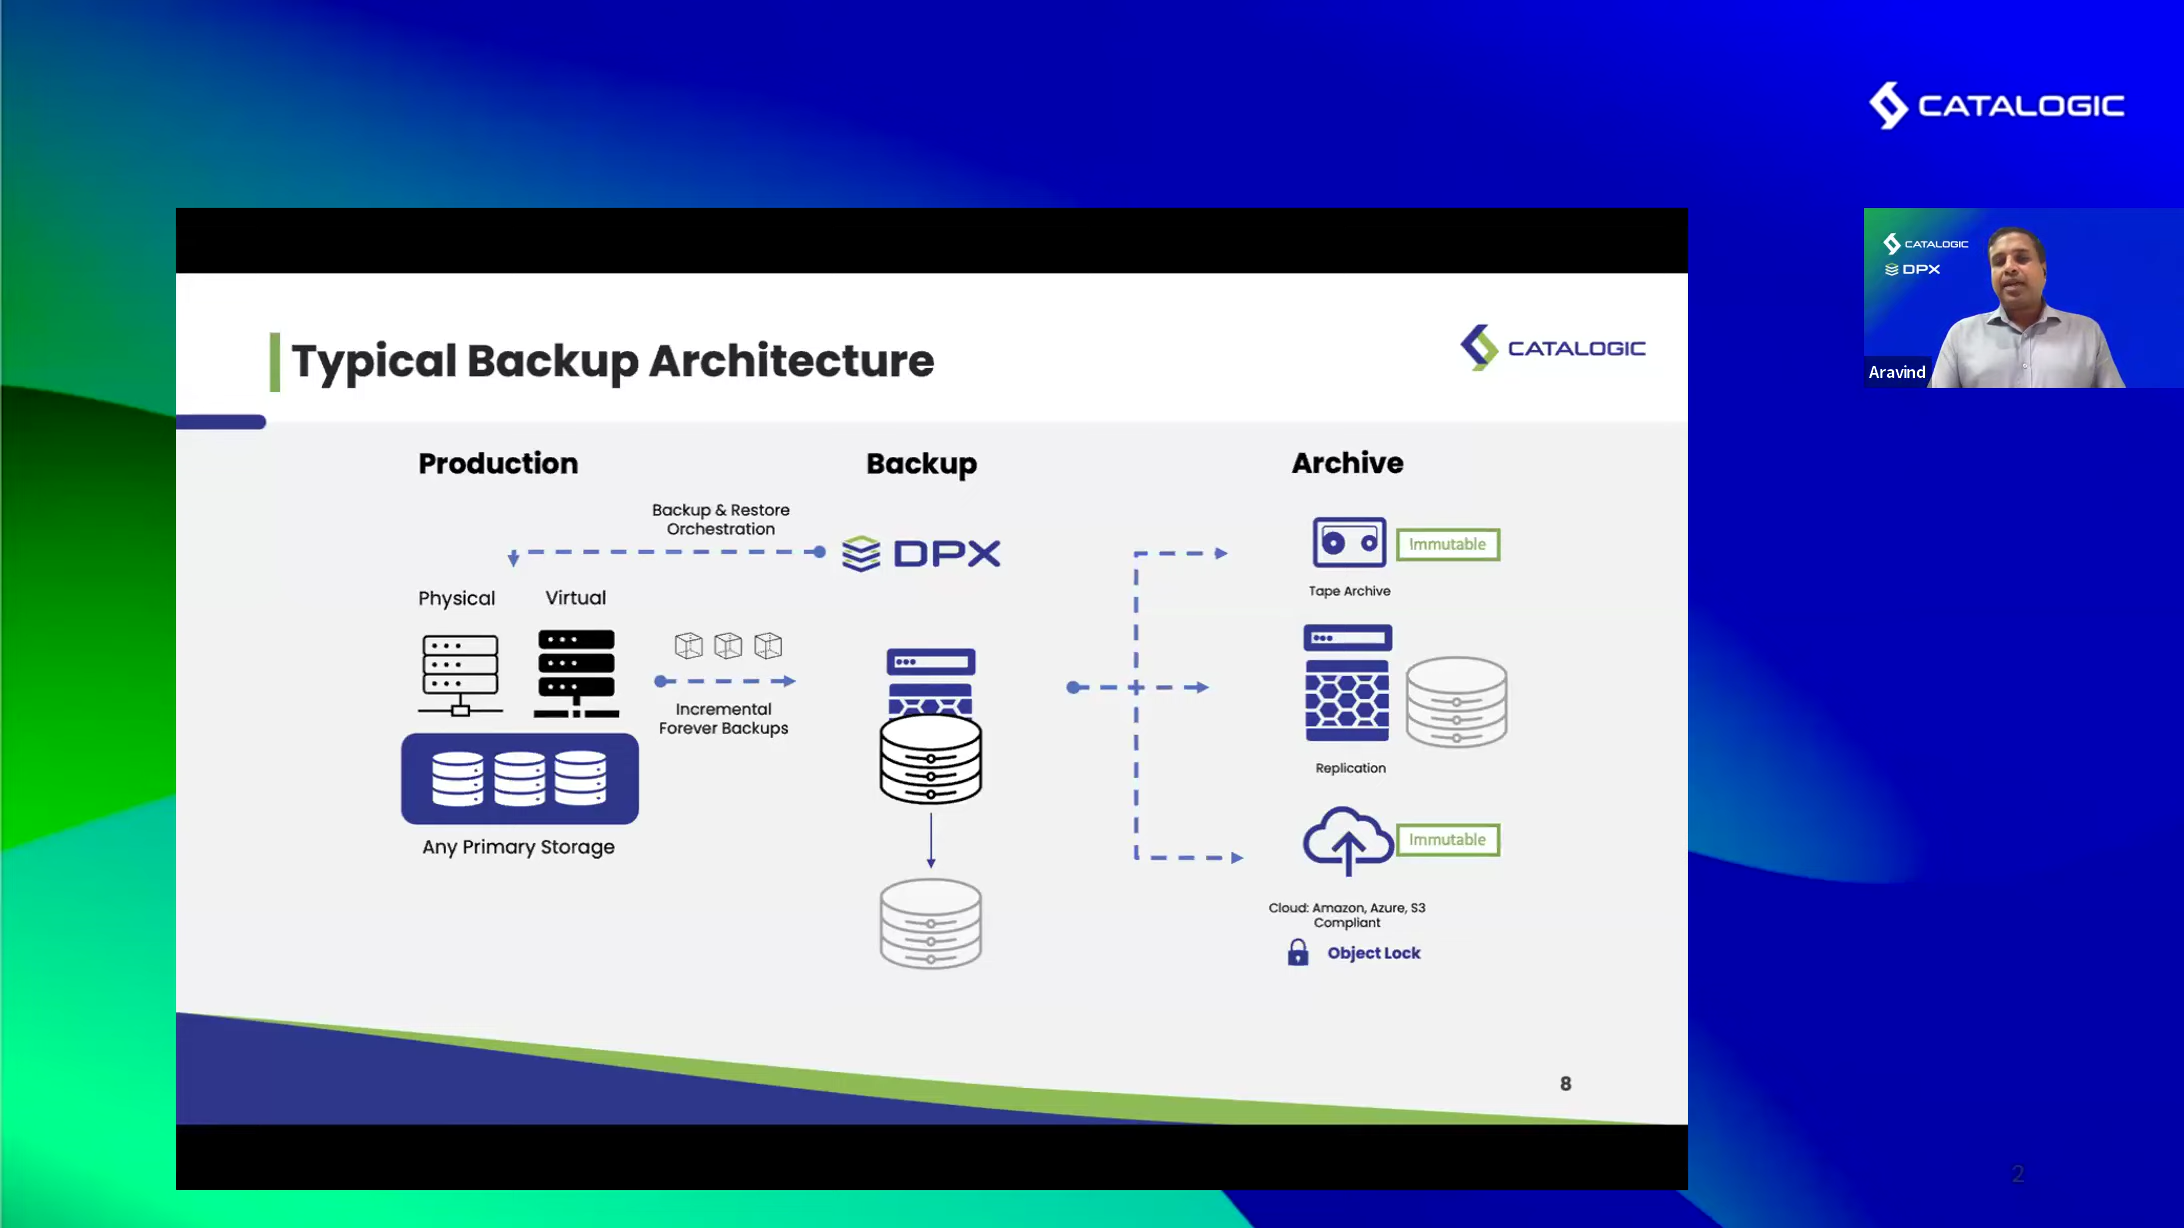 CATALOGIC
CATALOGIC
DPX
Aravind
Typical Backup Architecture
CATALOGIC
Production
Backup
Archive
Backup & Restore
Orchestration
DPX
Immutable
Tape Archive
Physical
Virtual
Incremental
Forever Backups
Replication
Any Primary Storage
Immutable
Cloud: Amazon, Azure, S3
Compliant
Object Lock
8
2